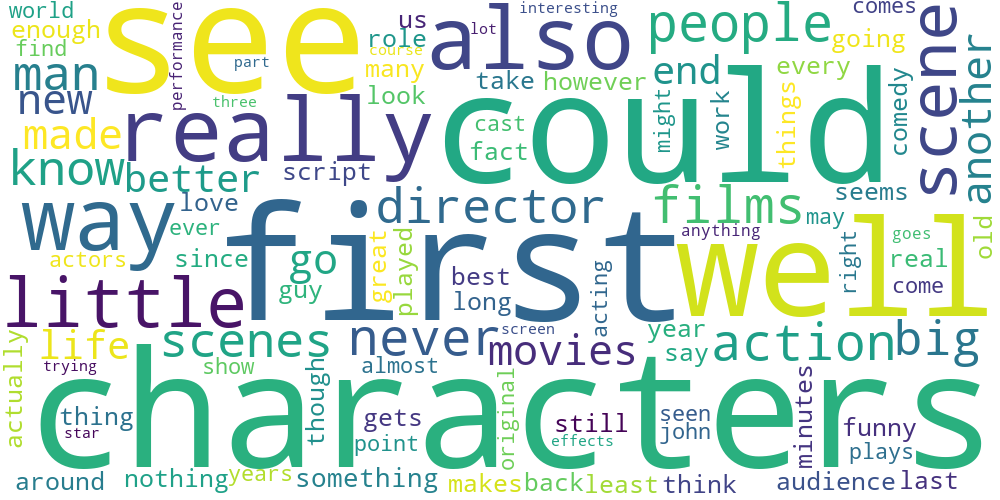 world
see
us
also
lot
interesting
people
comes
scene
enough
performance
role
course
going
another
find
part
many
take
however
end
every
man
new
three
look
might
work
things
comedy
made
really
cast
could
know
better
script
fact
way
love
director
films
may
seems
ever
first
anything
well
right
goes
old
actors
since
go
great
played
best
acting
real
little
guy
long
come
life
scenes
never
screen
movies
year
say
action
big
actually
trying
show
though
almost
characters
thing
star
gets
original
still
seen
minutes
funny
point
effects
john
plays
around
nothing
years
something
makes
back
least
think
audience
last